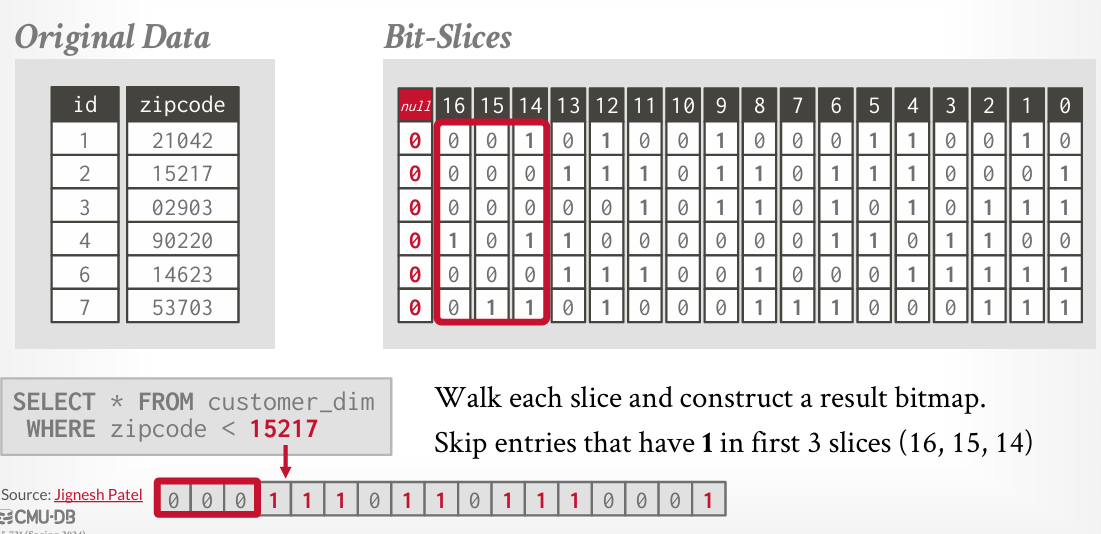 Original Data
Bit-Slices
id zipcode
1 21042
2 15217
3 02903
4 90220
6 14623
7 53703
null 16 15 14 13 12 11 10 9 8 7 6 5 4 3 2 1 0
0 0 0 1 0 1 0 0 1 0 0 0 1 1 0 0 1 0
0 0 0 0 1 1 1 0 1 1 0 1 1 1 0 0 0 1
0 0 0 0 0 0 1 0 1 1 0 1 0 1 0 1 1 1
0 1 0 1 1 0 0 0 0 0 0 1 1 0 1 1 0 0
0 0 0 0 1 1 1 0 0 1 0 0 0 1 1 1 1 1
0 0 1 1 0 1 0 0 0 1 1 1 0 0 0 1 1 1
SELECT * FROM customer_dim
WHERE zipcode < 15217
Walk each slice and construct a result bitmap.
Skip entries that have 1 in first 3 slices (16, 15, 14)
Source: Jignesh Patel
0 0 0 1 1 1 0 1 1 0 1 1 1 0 0 0 1
CMU-DB